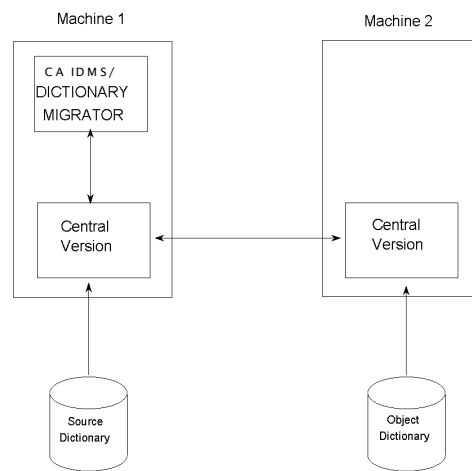 Machine 1
Machine 2
CA IDMS/
DICTIONARY
MIGRATOR
Central
Version
Central
Version
Source
Dictionary
Object
Dictionary